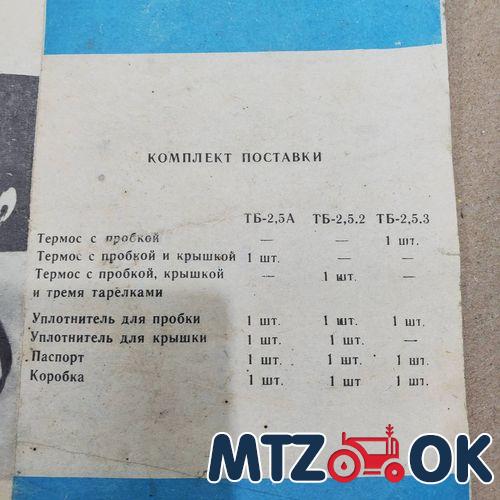 КОМПЛЕКТ ПОСТАВКИ
ТБ-2,5А ТБ-2,5.2 ТБ-2,5.3
Термос с пробкой — — 1 шт.
Термос с пробкой и крышкой 1 шт. — —
Термос с пробкой, крышкой — 1 шт. —
и тремя тарелками
Уплотнитель для пробки 1 шт. 1 шт. 1 шт.
Уплотнитель для крышки 1 шт. 1 шт. —
Паспорт 1 шт. 1 шт. 1 шт.
Коробка 1 шт. 1 шт 1 шт.
MTZ OK